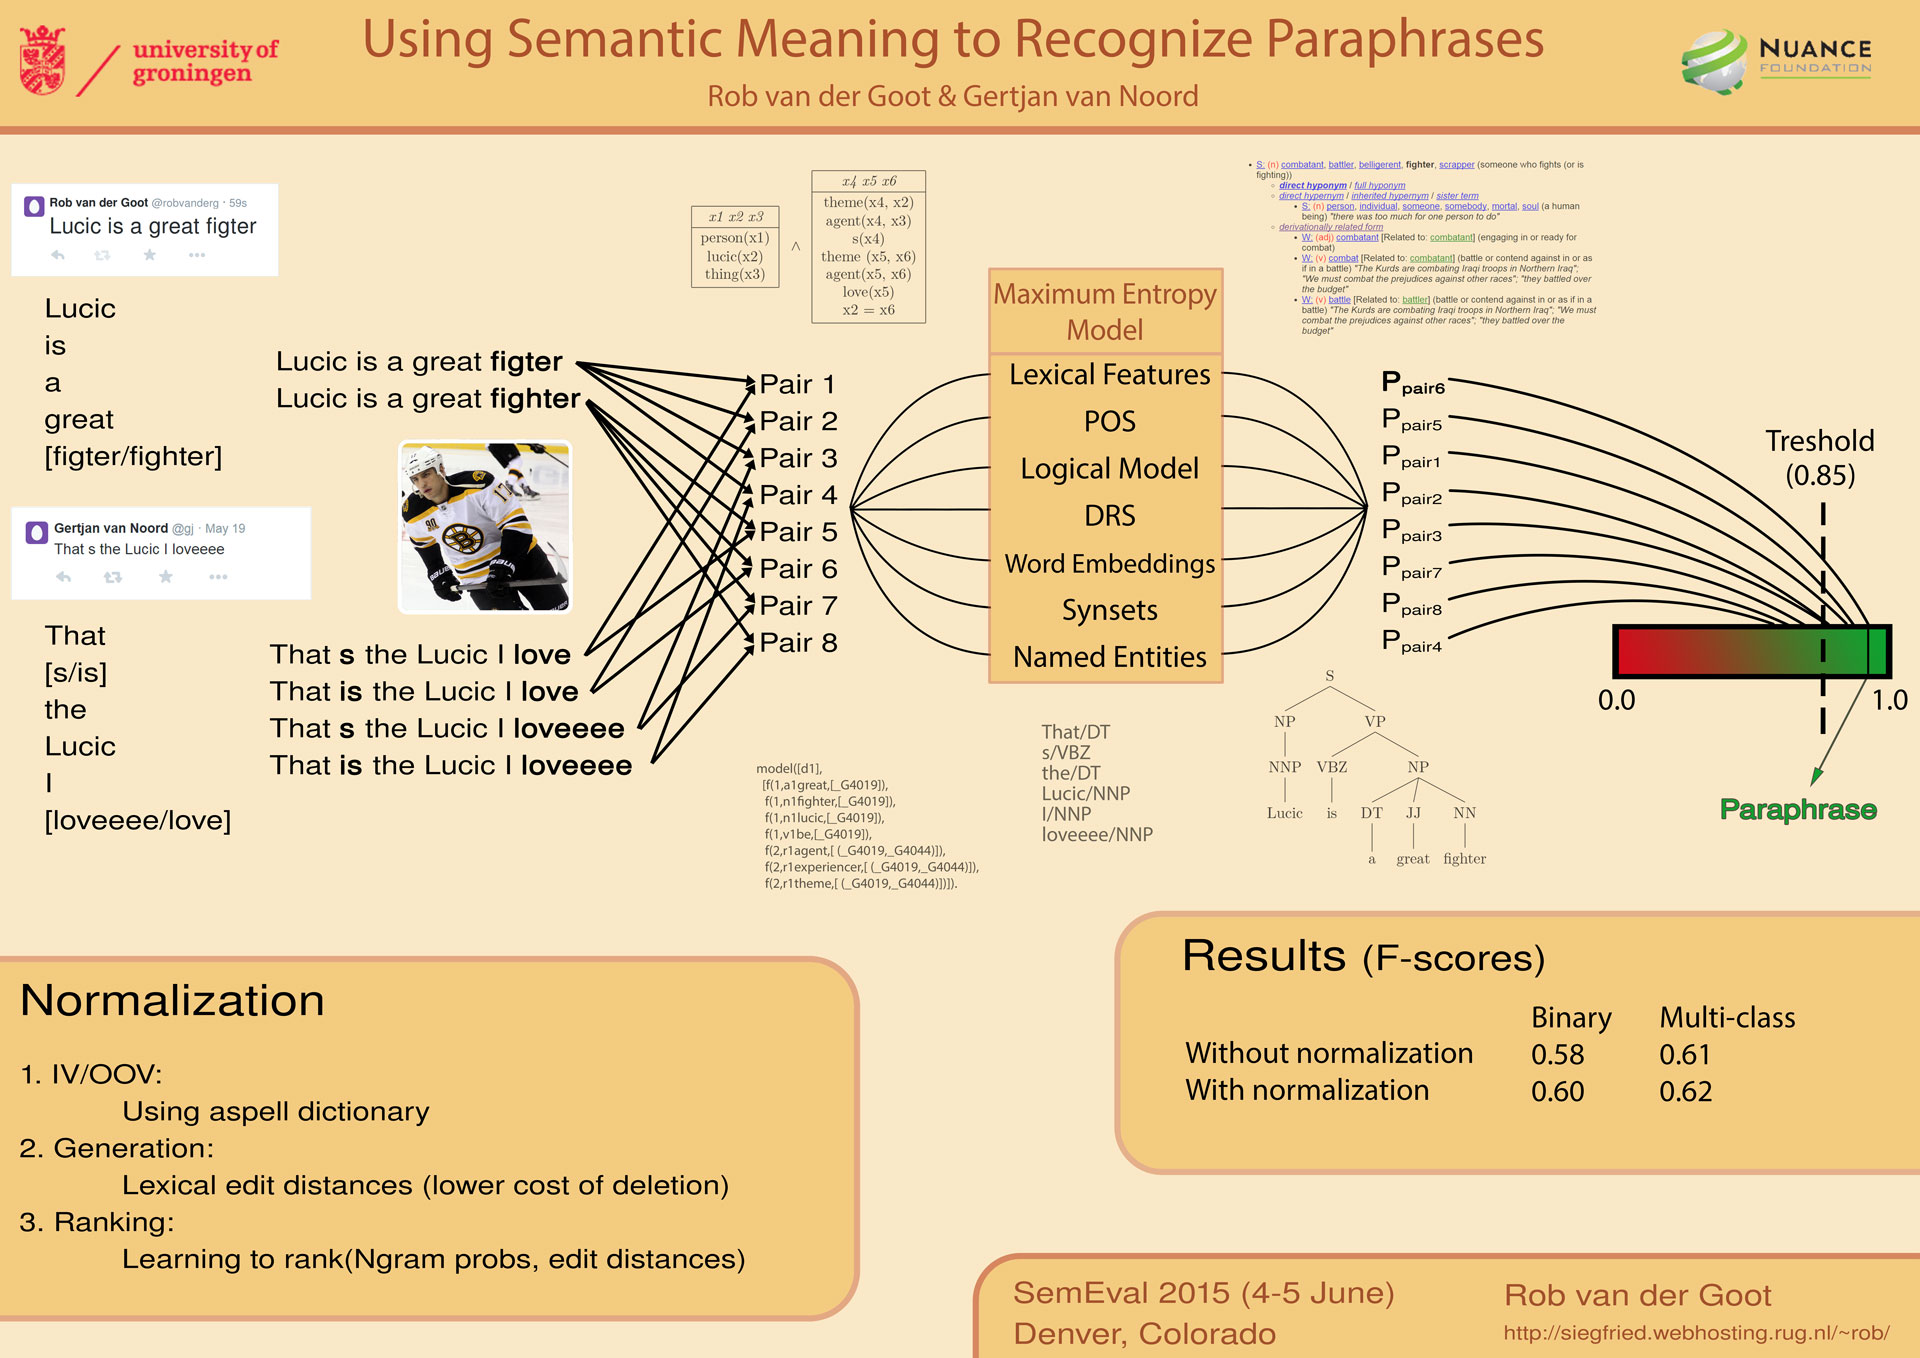 university of
groningen
Using Semantic Meaning to Recognize Paraphrases
Rob van der Goot & Gertjan van Noord
NUANCE
FOUNDATION
Rob van der Goot @robvanderg · 59s
Lucic is a great figter
Lucic
is
a
great
[figter/fighter]
Gertjan van Noord @gj · May 19
That s the Lucic I loveeee
That
[s/is]
the
Lucic
I
[loveeee/love]
Lucic is a great figter
Lucic is a great fighter
That s the Lucic I love
That is the Lucic I love
That s the Lucic I loveeee
That is the Lucic I loveeee
x1 x2 x3
person(x1)
lucic(x2)
thing(x3)
∧
x4 x5 x6
theme(x4, x2)
agent(x4, x3)
s(x4)
theme (x5, x6)
agent(x5, x6)
love(x5)
x2 = x6
Pair 1
Pair 2
Pair 3
Pair 4
Pair 5
Pair 6
Pair 7
Pair 8
Maximum Entropy
Model
Lexical Features
POS
Logical Model
DRS
Word Embeddings
Synsets
Named Entities
• S: (n) combatant, battler, belligerent, fighter, scrapper (someone who fights (or is
fighting))
◦ direct hyponym / full hyponym
◦ direct hypernym / inherited hypernym / sister term
• S: (n) person, individual, someone, somebody, mortal, soul (a human
being) "there was too much for one person to do"
◦ derivationally related form
• W: (adj) combatant [Related to: combatant] (engaging in or ready for
combat)
• W: (v) combat [Related to: combatant] (battle or contend against in or as
if in a battle) "The Kurds are combating Iraqi troops in Northern Iraq";
"We must combat the prejudices against other races"; "they battled over
the budget"
• W: (v) battle [Related to: battler] (battle or contend against in or as if in a
battle) "The Kurds are combating Iraqi troops in Northern Iraq"; "We must
combat the prejudices against other races"; "they battled over the
budget"
Ppair6
Ppair5
Ppair1
Ppair2
Ppair3
Ppair7
Ppair8
Ppair4
Treshold
(0.85)
0.0
1.0
Paraphrase
model([d1],
[f(1,a1great,[_G4019]),
f(1,n1fighter,[_G4019]),
f(1,n1lucic,[_G4019]),
f(1,v1be,[_G4019]),
f(2,r1agent,[ (_G4019,_G4044)]),
f(2,r1experiencer,[ (_G4019,_G4044)]),
f(2,r1theme,[ (_G4019,_G4044)])]).
That/DT
s/VBZ
the/DT
Lucic/NNP
I/NNP
loveeee/NNP
S
NP VP
NNP VBZ NP
Lucic is DT JJ NN
a great fighter
Normalization
1. IV/OOV:
Using aspell dictionary
2. Generation:
Lexical edit distances (lower cost of deletion)
3. Ranking:
Learning to rank(Ngram probs, edit distances)
Results (F-scores)
Binary Multi-class
Without normalization 0.58 0.61
With normalization 0.60 0.62
SemEval 2015 (4-5 June)
Denver, Colorado
Rob van der Goot
http://siegfried.webhosting.rug.nl/~rob/